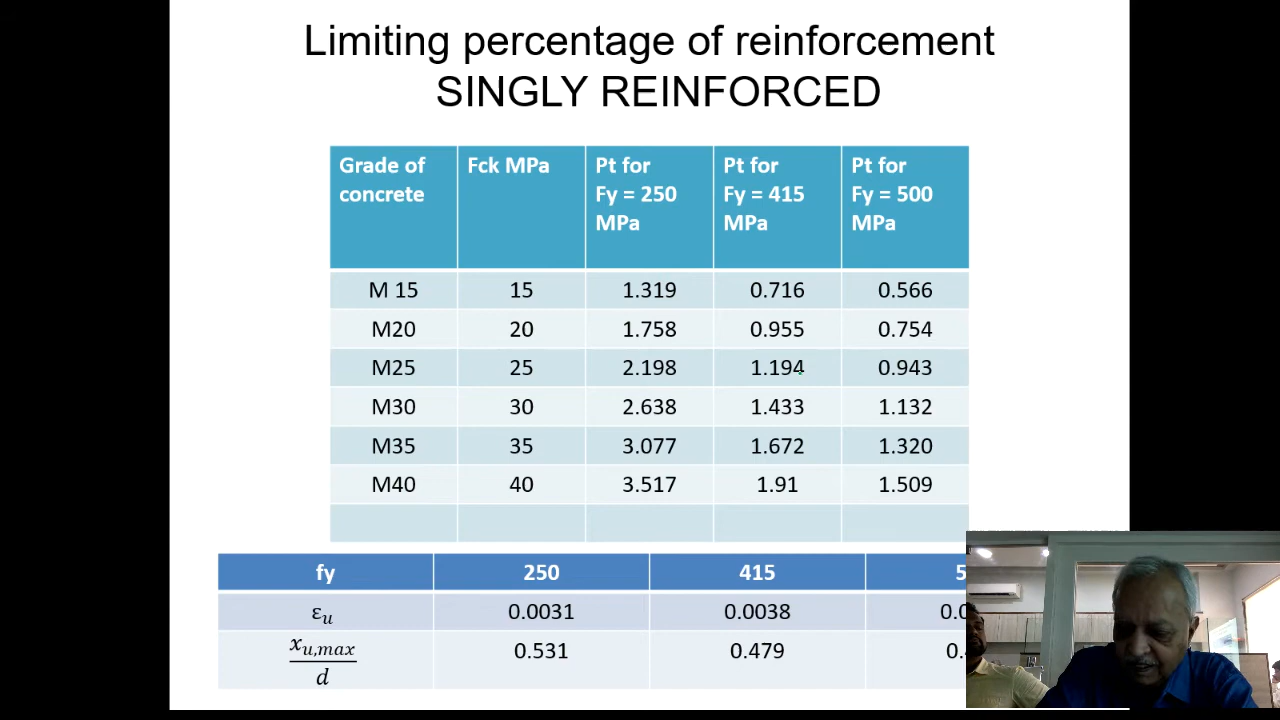 Limiting percentage of reinforcement
SINGLY REINFORCED
Grade of concrete Fck MPa Pt for Fy = 250 MPa Pt for Fy = 415 MPa Pt for Fy = 500 MPa
M 15 15 1.319 0.716 0.566
M20 20 1.758 0.955 0.754
M25 25 2.198 1.194 0.943
M30 30 2.638 1.433 1.132
M35 35 3.077 1.672 1.320
M40 40 3.517 1.91 1.509
fy 250 415 5
εu 0.0031 0.0038 0.0
xu,max/d 0.531 0.479 0.